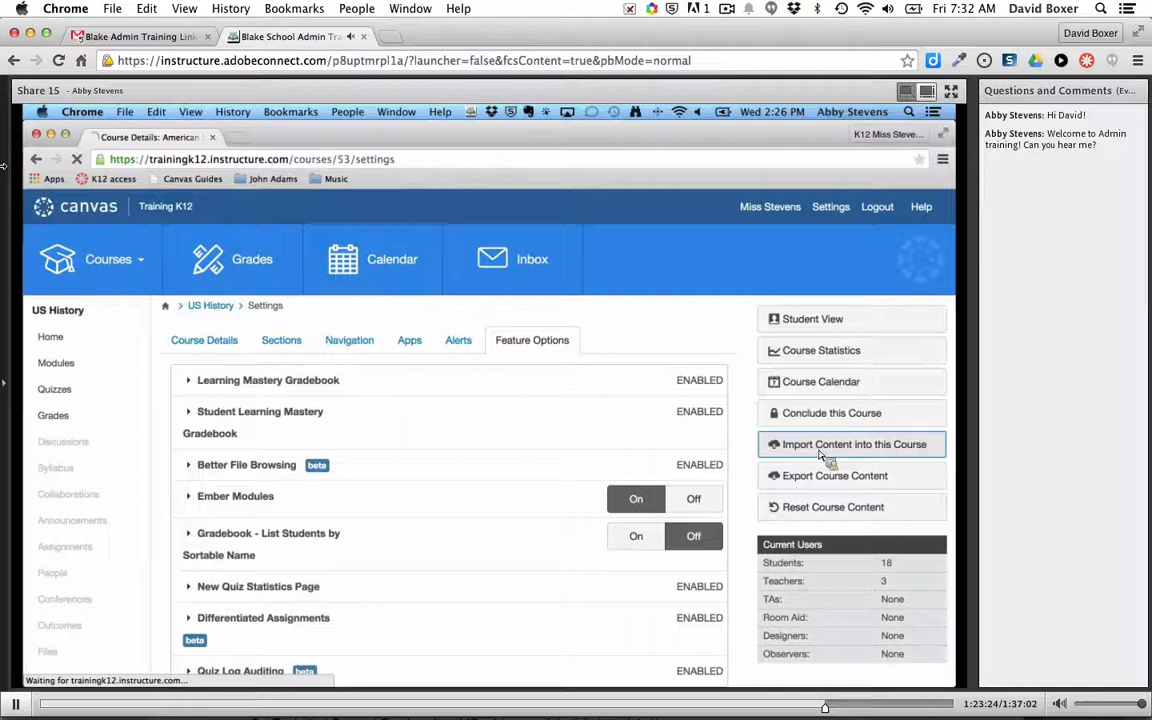 Chrome File Edit View History Bookmarks People Window Help 1 Fri 7:32 AM David Boxer
Blake Admin Training Link Blake School Admin Tra David Boxer
https://instructure.adobeconnect.com/p8uptmrpl1a/?launcher=false&fcsContent=true&pbMode=normal
Share 15 - Abby Stevens
Questions and Comments (Ev...
Chrome File Edit View History Bookmarks People Window Help Wed 2:26 PM Abby Stevens
Abby Stevens: Hi David!
Abby Stevens: Welcome to Admin
training! Can you hear me?
Course Details: American K12 Miss Steve...
https://trainingk12.instructure.com/courses/53/settings
Apps K12 access Canvas Guides John Adams Music
canvas Training K12 Miss Stevens Settings Logout Help
Courses Grades Calendar Inbox
US History
Home
Modules
Quizzes
Grades
Discussions
Syllabus
Collaborations
Announcements
Assignments
People
Conferences
Outcomes
Files
US History > Settings
Course Details Sections Navigation Apps Alerts Feature Options
Learning Mastery Gradebook ENABLED
Student Learning Mastery ENABLED
Gradebook
Better File Browsing beta ENABLED
Ember Modules On Off
Gradebook - List Students by On Off
Sortable Name
New Quiz Statistics Page ENABLED
Differentiated Assignments ENABLED
beta
Quiz Log Auditing beta ENABLED
Student View
Course Statistics
Course Calendar
Conclude this Course
Import Content into this Course
Export Course Content
Reset Course Content
Current Users
Students: 18
Teachers: 3
TAs: None
Room Aid: None
Designers: None
Observers: None
Waiting for trainingk12.instructure.com...
1:23:24/1:37:02